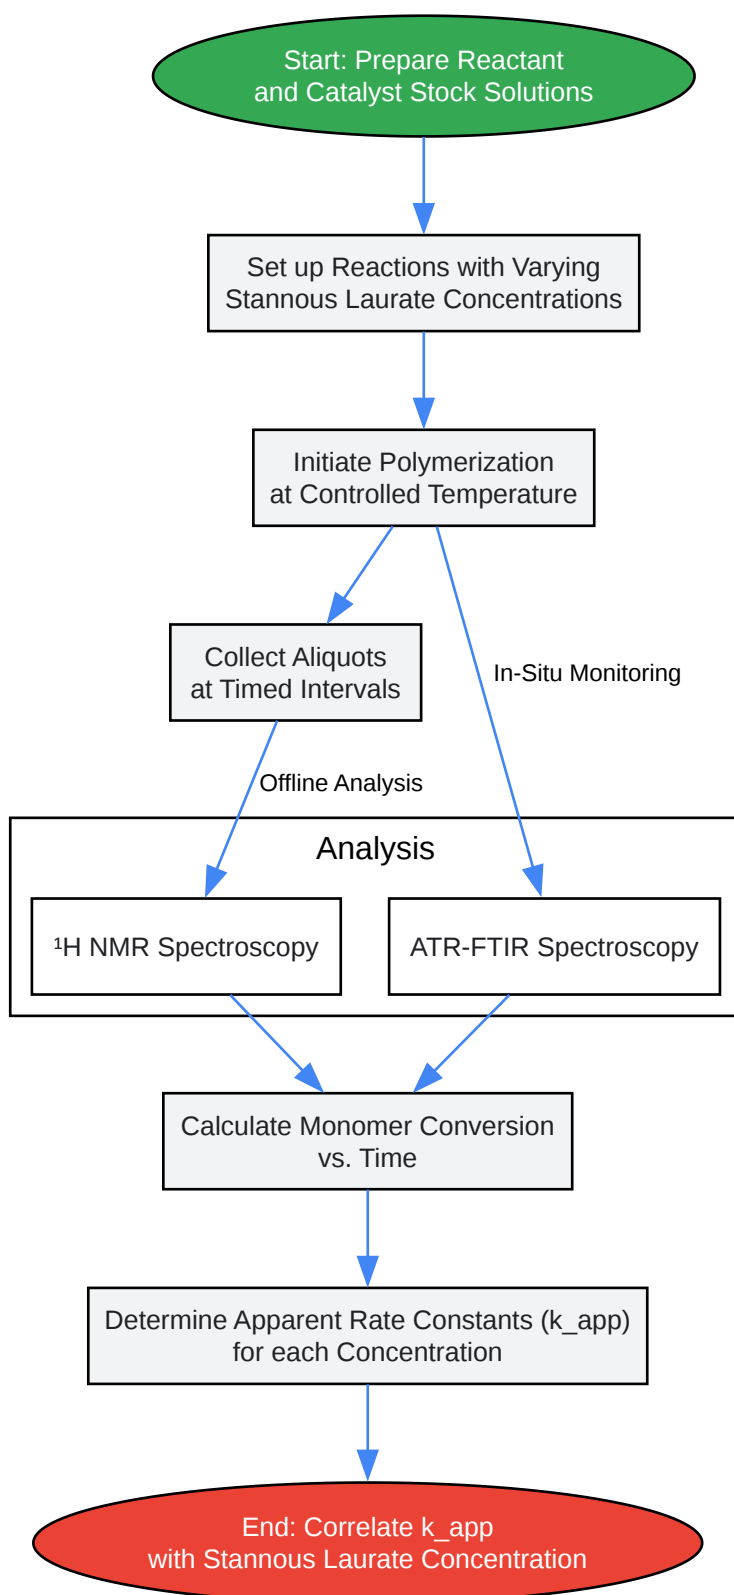 Start: Prepare Reactant
and Catalyst Stock Solutions
Set up Reactions with Varying
Stannous Laurate Concentrations
Initiate Polymerization
at Controlled Temperature
Collect Aliquots
at Timed Intervals
In-Situ Monitoring
Offline Analysis
Analysis
¹H NMR Spectroscopy
ATR-FTIR Spectroscopy
Calculate Monomer Conversion
vs. Time
Determine Apparent Rate Constants (k_app)
for each Concentration
End: Correlate k_app
with Stannous Laurate Concentration